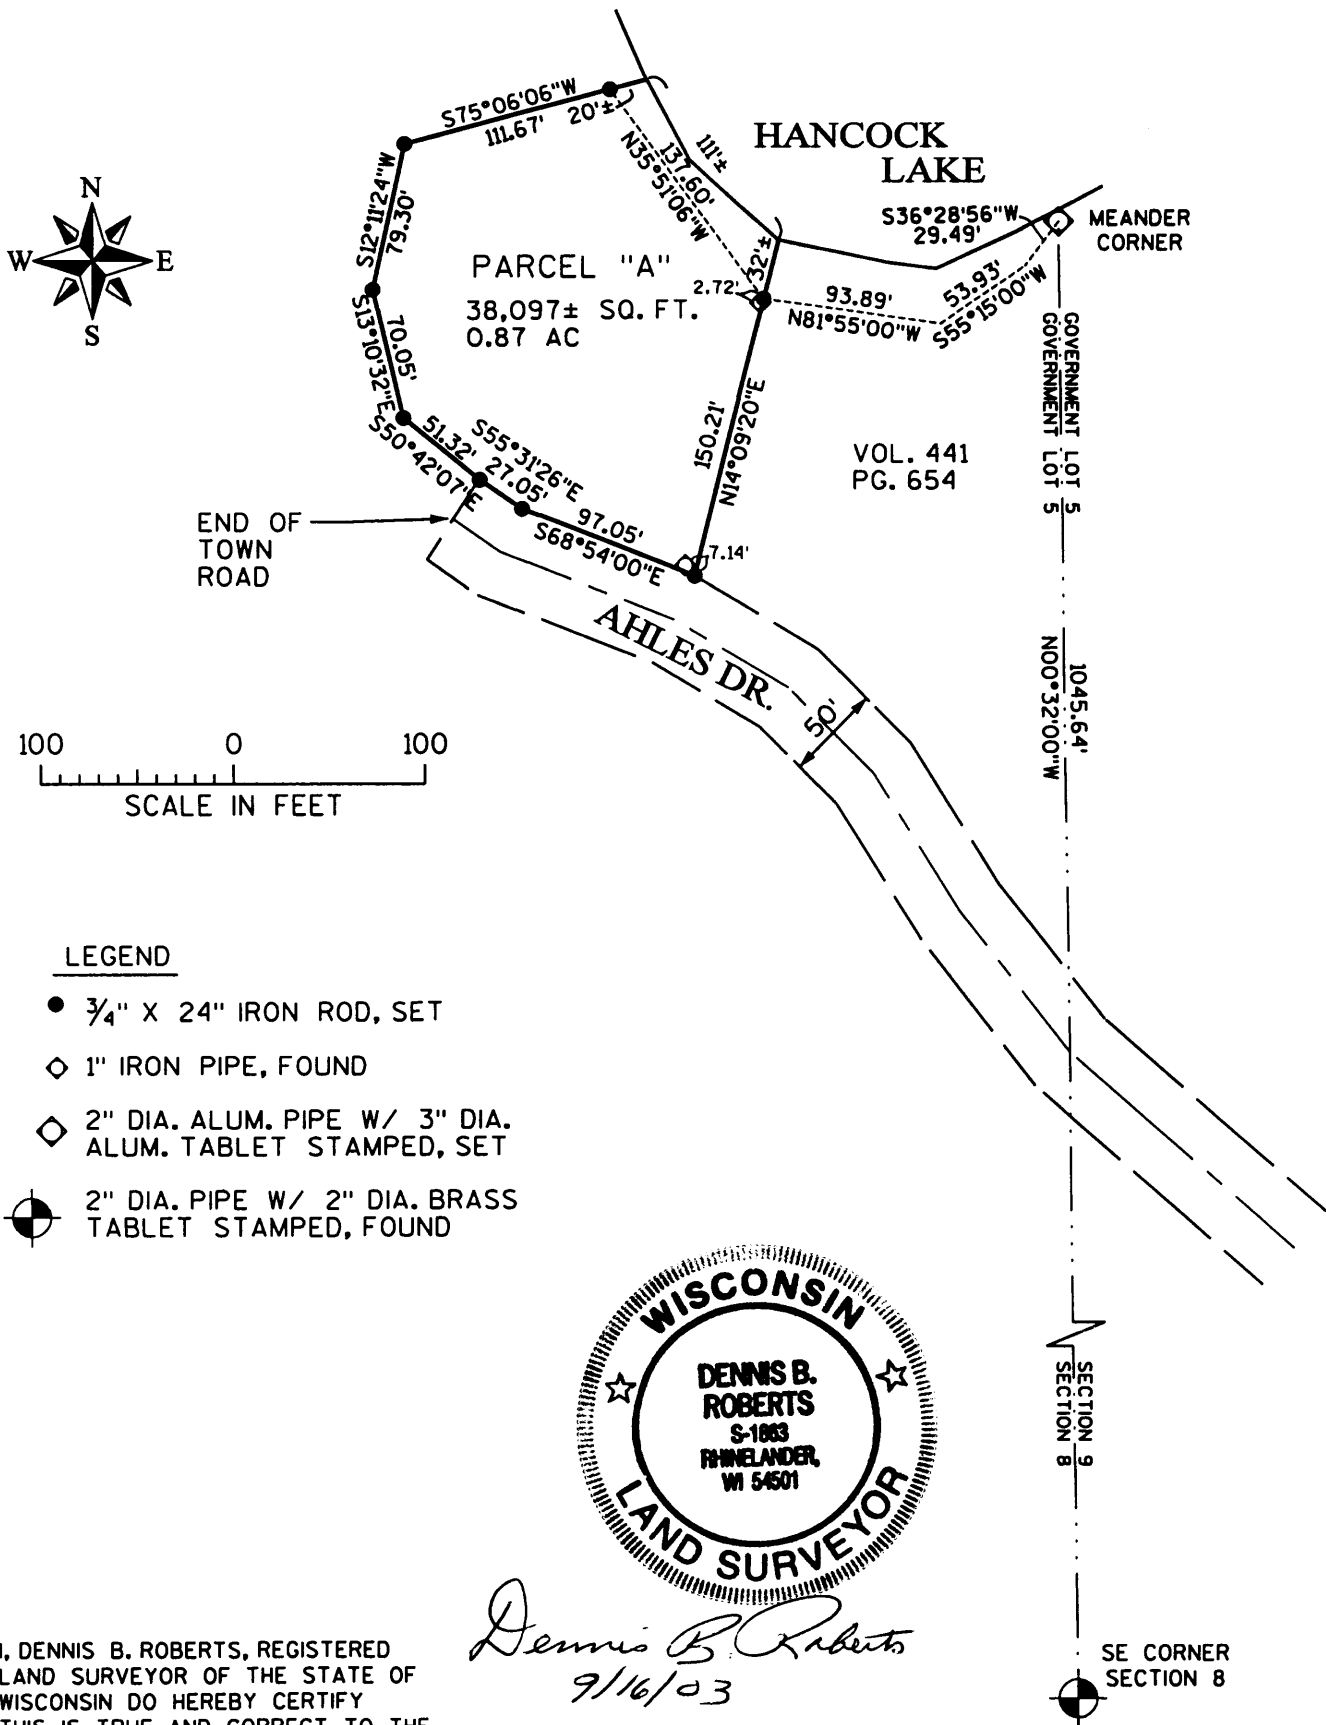 S75°06'06"W
111.67'
20'±
HANCOCK
LAKE
111'±
137.60'
N35°51'06"W
S12°11'24"W
79.30'
S36°28'56"W
29.49'
MEANDER
CORNER
N
W E
S
PARCEL "A"
38,097± SQ. FT.
0.87 AC
32'±
2.72'
93.89'
N81°55'00"W
53.93'
S55°15'00"W
S13°10'32"E
70.05'
GOVERNMENT LOT 5
GOVERNMENT LOT 5
51.32'
S50°42'07"E
S55°31'26"E
27.05'
150.21'
N14°09'20"E
VOL. 441
PG. 654
END OF
TOWN
ROAD
97.05'
S68°54'00"E
7.14'
AHLES DR.
50'
1045.64'
N00°32'00"W
100 0 100
SCALE IN FEET
LEGEND
3/4" X 24" IRON ROD, SET
1" IRON PIPE, FOUND
2" DIA. ALUM. PIPE W/ 3" DIA.
ALUM. TABLET STAMPED, SET
2" DIA. PIPE W/ 2" DIA. BRASS
TABLET STAMPED, FOUND
WISCONSIN
DENNIS B.
ROBERTS
S-1863
RHINELANDER,
WI 54501
LAND SURVEYOR
SECTION 9
SECTION 8
Dennis B. Roberts
9/16/03
I, DENNIS B. ROBERTS, REGISTERED
LAND SURVEYOR OF THE STATE OF
WISCONSIN DO HEREBY CERTIFY
THIS IS TRUE AND CORRECT TO THE
SE CORNER
SECTION 8